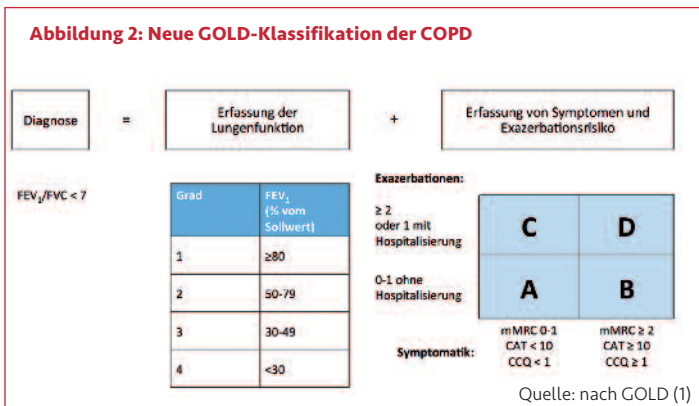 Abbildung 2: Neue GOLD-Klassifikation der COPD
Diagnose
=
Erfassung der
Lungenfunktion
+
Erfassung von Symptomen und
Exazerbationsrisiko
FEV₁/FVC < 7
Grad
FEV₁
(% vom
Sollwert)
1
≥80
2
50-79
3
30-49
4
<30
Exazerbationen:
≥ 2
oder 1 mit
Hospitalisierung
C
D
0-1 ohne
Hospitalisierung
A
B
Symptomatik:
mMRC 0-1
CAT < 10
CCQ < 1
mMRC ≥ 2
CAT ≥ 10
CCQ ≥ 1
Quelle: nach GOLD (1)